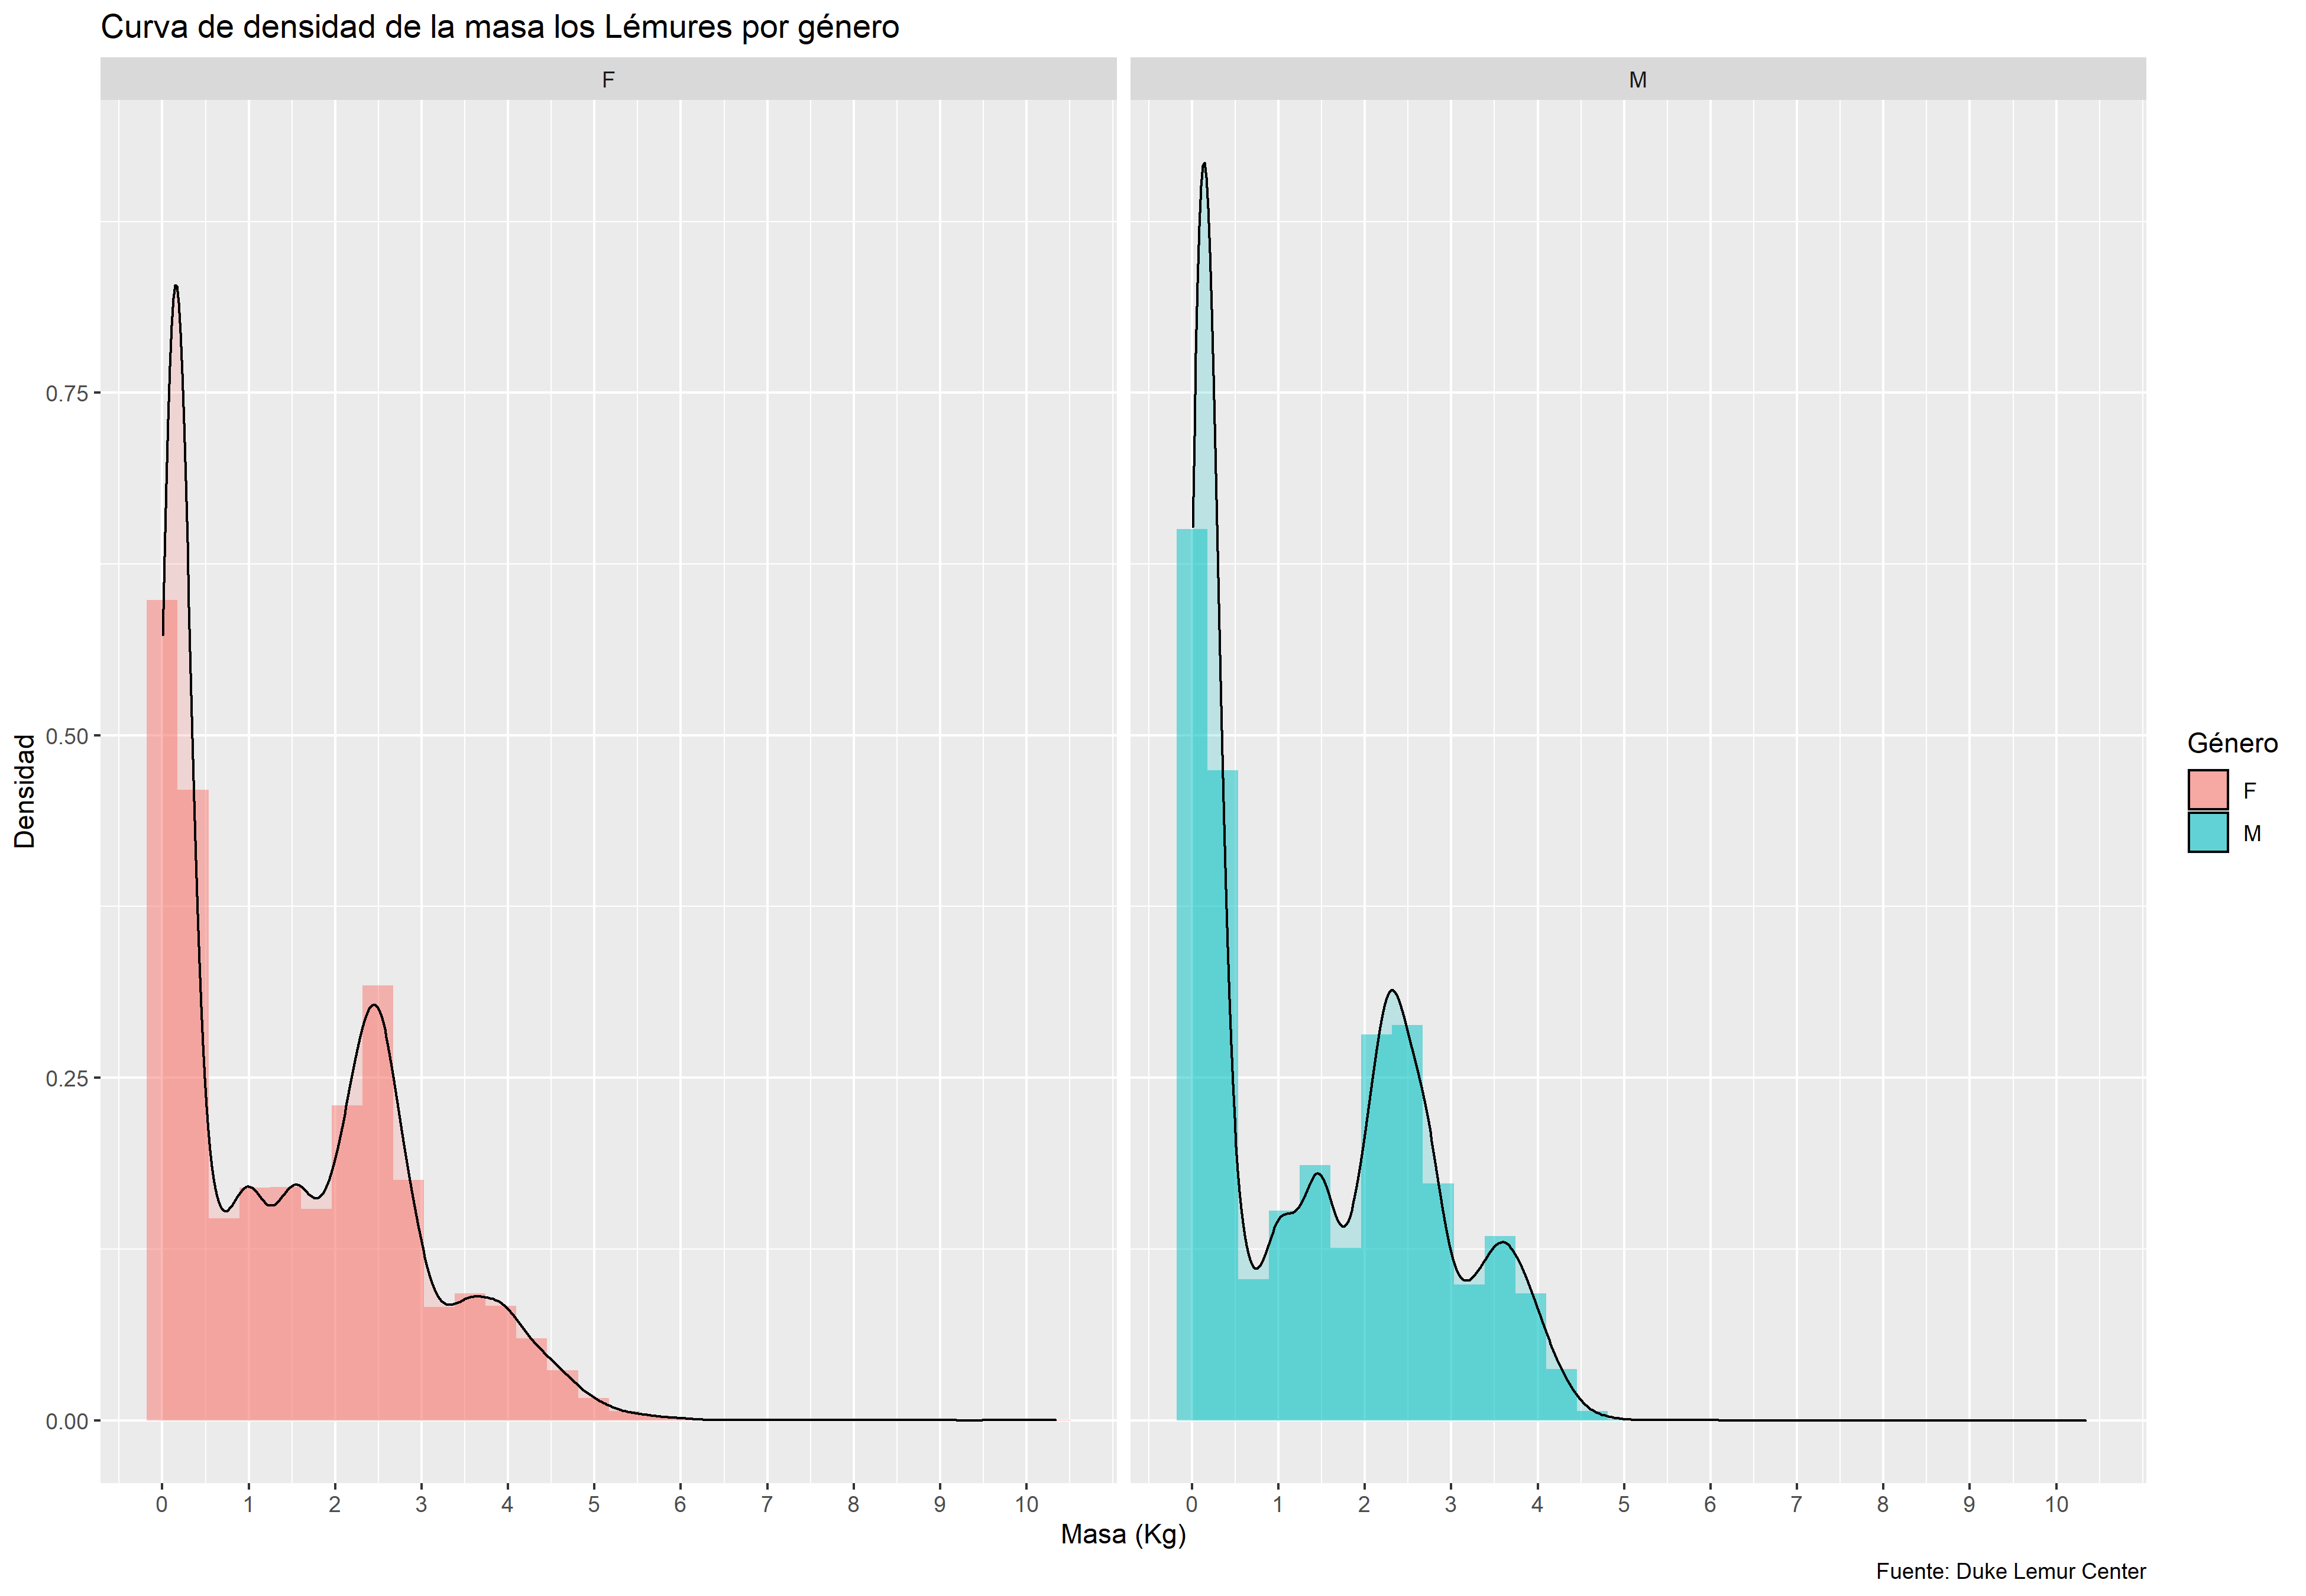 Curva de densidad de la masa los Lémures por género
F
M
0.75
0.50
0.25
0.00
Densidad
0 1 2 3 4 5 6 7 8 9 10
0 1 2 3 4 5 6 7 8 9 10
Masa (Kg)
Género
F
M
Fuente: Duke Lemur Center